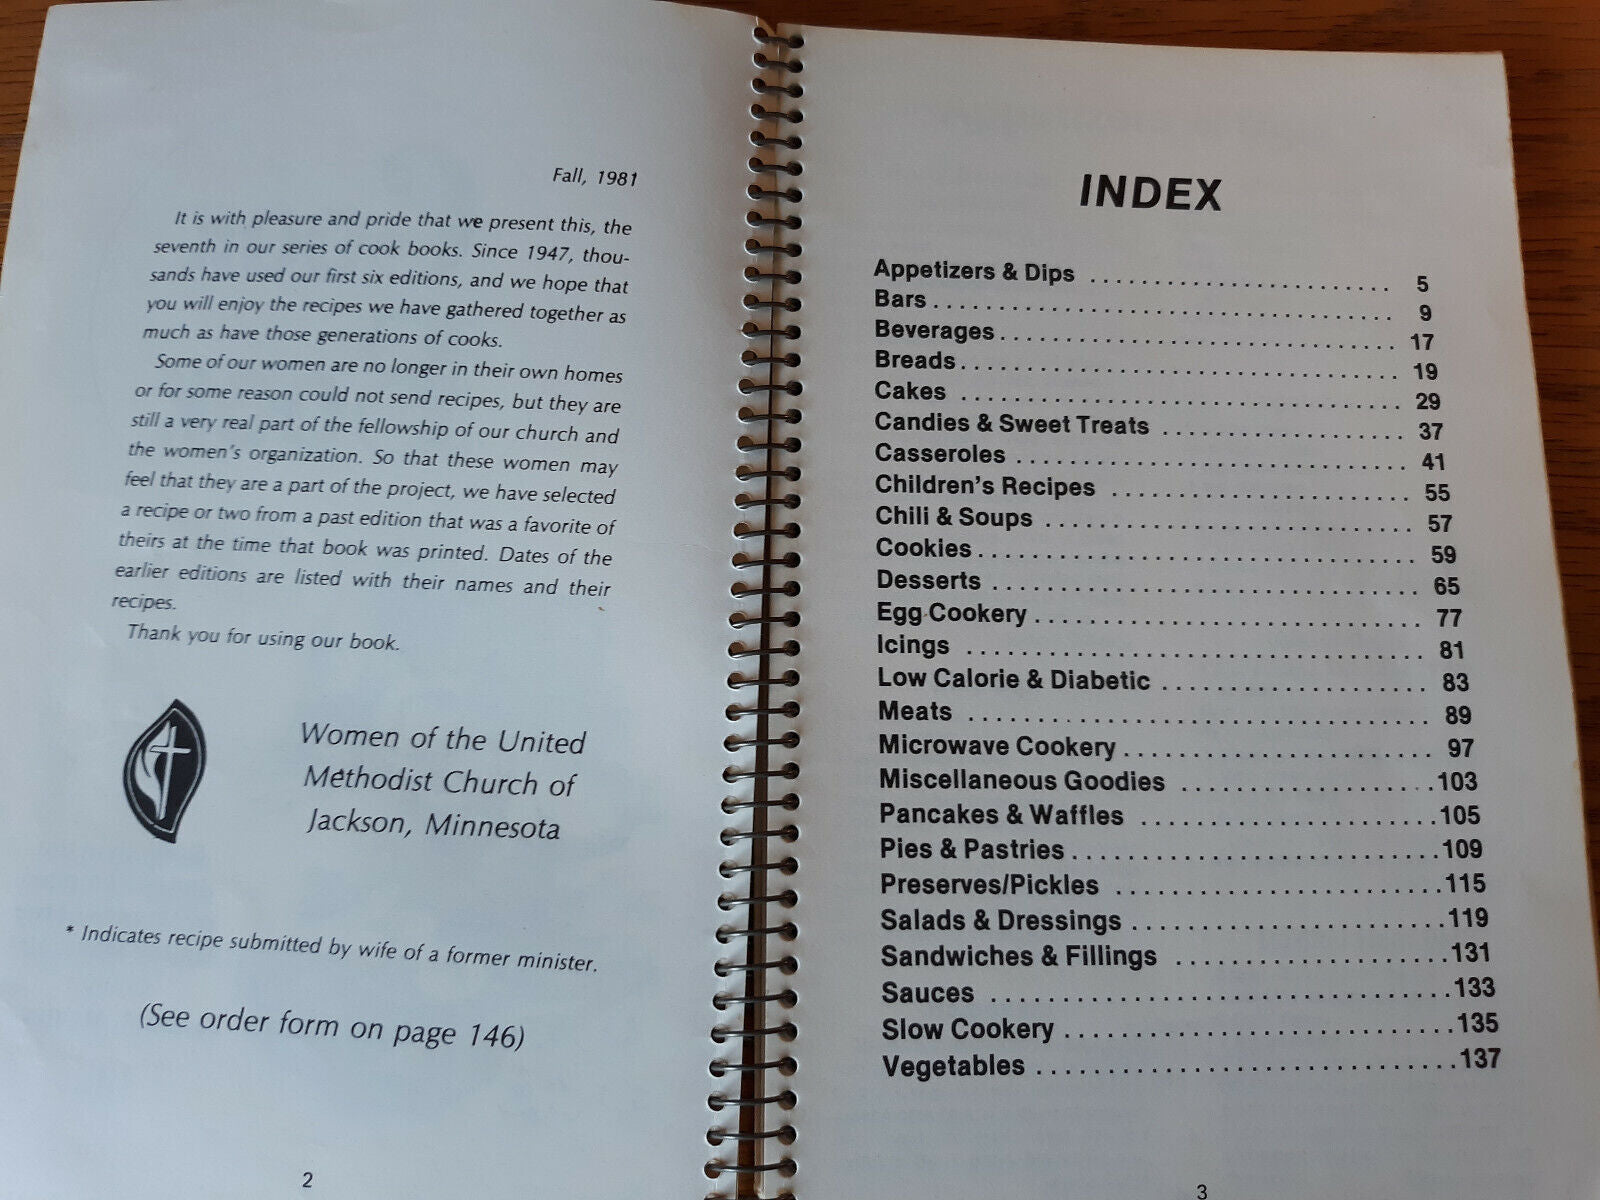 Fall, 1981
It is with pleasure and pride that we present this, the
seventh in our series of cook books. Since 1947, thou-
sands have used our first six editions, and we hope that
you will enjoy the recipes we have gathered together as
much as have those generations of cooks.
Some of our women are no longer in their own homes
or for some reason could not send recipes, but they are
still a very real part of the fellowship of our church and
the women's organization. So that these women may
feel that they are a part of the project, we have selected
a recipe or two from a past edition that was a favorite of
theirs at the time that book was printed. Dates of the
earlier editions are listed with their names and their
recipes.
Thank you for using our book.
Women of the United
Methodist Church of
Jackson, Minnesota
* Indicates recipe submitted by wife of a former minister.
(See order form on page 146)
2
INDEX
Appetizers & Dips . . . . . . . . . . . . . . . . . . . . . . . . 5
Bars . . . . . . . . . . . . . . . . . . . . . . . . . . . . . . . . . . . . 9
Beverages . . . . . . . . . . . . . . . . . . . . . . . . . . . . . . . 17
Breads . . . . . . . . . . . . . . . . . . . . . . . . . . . . . . . . . . 19
Cakes . . . . . . . . . . . . . . . . . . . . . . . . . . . . . . . . . . 29
Candies & Sweet Treats . . . . . . . . . . . . . . . . . . . 37
Casseroles . . . . . . . . . . . . . . . . . . . . . . . . . . . . . . 41
Children's Recipes . . . . . . . . . . . . . . . . . . . . . . . 55
Chili & Soups . . . . . . . . . . . . . . . . . . . . . . . . . . . . 57
Cookies . . . . . . . . . . . . . . . . . . . . . . . . . . . . . . . . . 59
Desserts . . . . . . . . . . . . . . . . . . . . . . . . . . . . . . . . 65
Egg Cookery . . . . . . . . . . . . . . . . . . . . . . . . . . . . . 77
Icings . . . . . . . . . . . . . . . . . . . . . . . . . . . . . . . . . . 81
Low Calorie & Diabetic . . . . . . . . . . . . . . . . . . . . 83
Meats . . . . . . . . . . . . . . . . . . . . . . . . . . . . . . . . . . 89
Microwave Cookery . . . . . . . . . . . . . . . . . . . . . . . 97
Miscellaneous Goodies . . . . . . . . . . . . . . . . . . . . 103
Pancakes & Waffles . . . . . . . . . . . . . . . . . . . . . . . 105
Pies & Pastries . . . . . . . . . . . . . . . . . . . . . . . . . . . 109
Preserves/Pickles . . . . . . . . . . . . . . . . . . . . . . . . . 115
Salads & Dressings . . . . . . . . . . . . . . . . . . . . . . . 119
Sandwiches & Fillings . . . . . . . . . . . . . . . . . . . . . 131
Sauces . . . . . . . . . . . . . . . . . . . . . . . . . . . . . . . . . 133
Slow Cookery . . . . . . . . . . . . . . . . . . . . . . . . . . . . 135
Vegetables . . . . . . . . . . . . . . . . . . . . . . . . . . . . . . 137
3